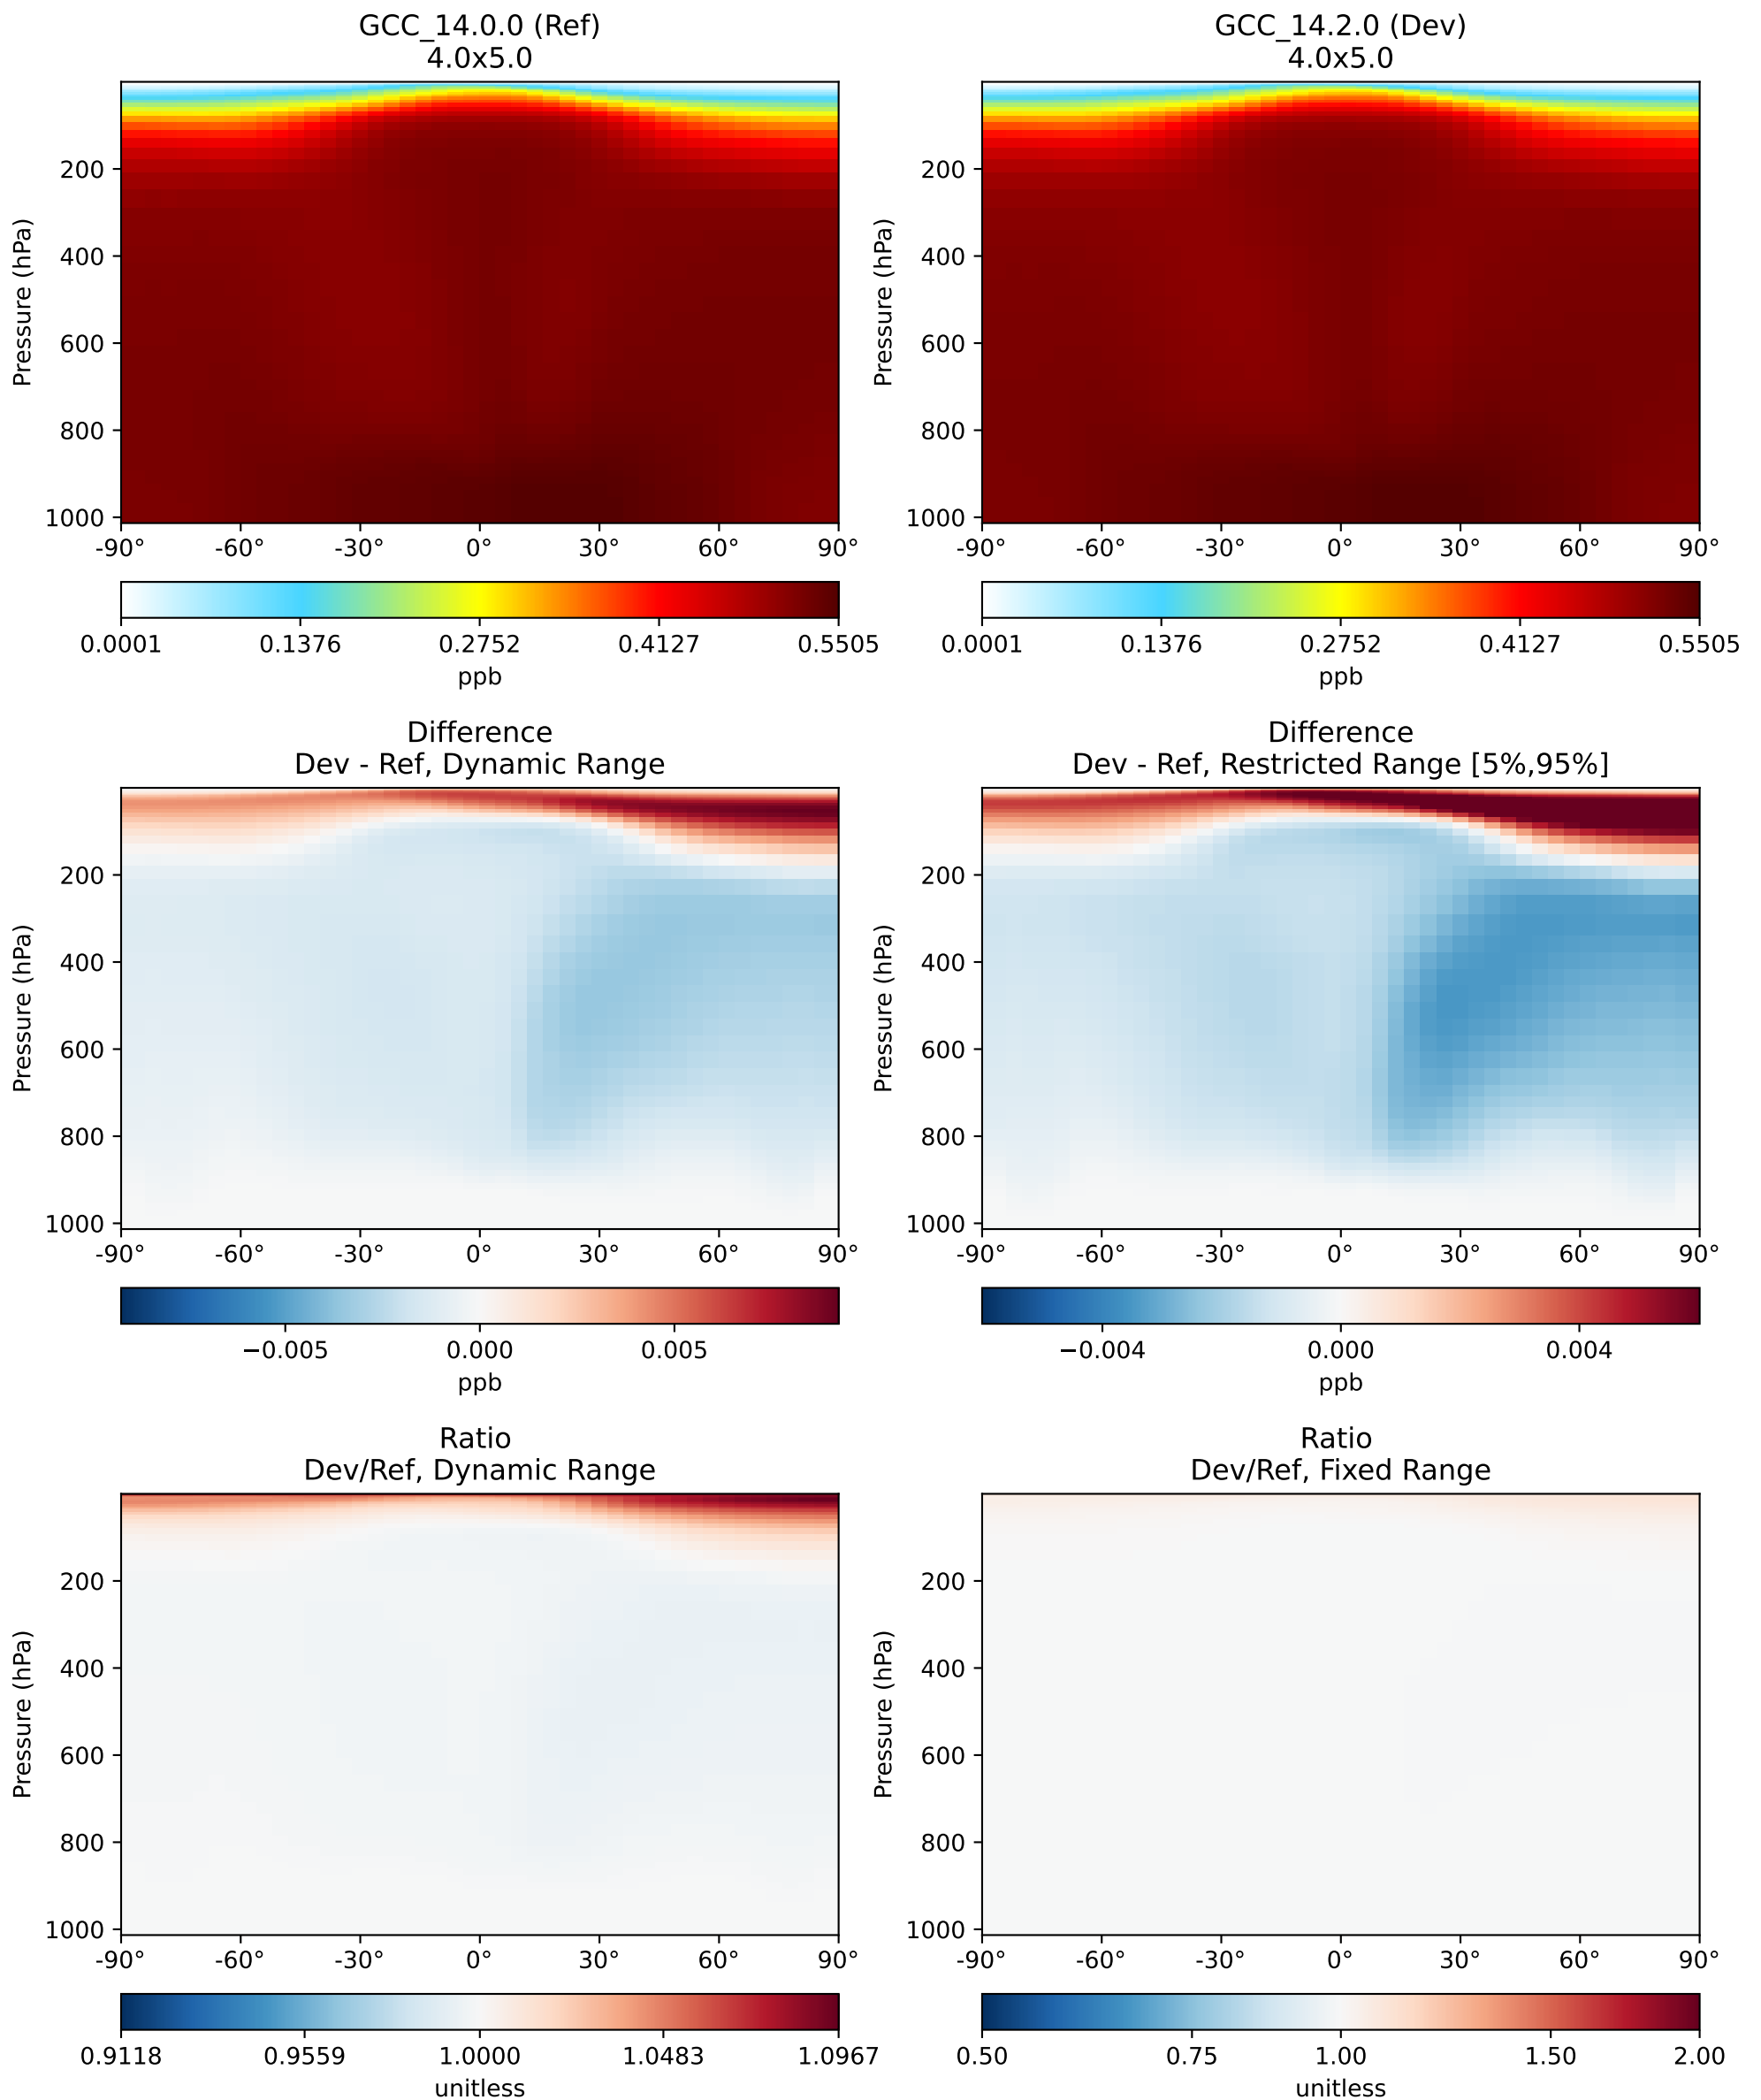 GCC_14.0.0 (Ref)
4.0x5.0
GCC_14.2.0 (Dev)
4.0x5.0
Pressure (hPa)
200
400
600
800
1000
-90° -60° -30° 0° 30° 60° 90°
0.0001 0.1376 0.2752 0.4127 0.5505
ppb
Pressure (hPa)
200
400
600
800
1000
-90° -60° -30° 0° 30° 60° 90°
0.0001 0.1376 0.2752 0.4127 0.5505
ppb
Difference
Dev - Ref, Dynamic Range
Pressure (hPa)
200
400
600
800
1000
-90° -60° -30° 0° 30° 60° 90°
−0.005 0.000 0.005
ppb
Difference
Dev - Ref, Restricted Range [5%,95%]
Pressure (hPa)
200
400
600
800
1000
-90° -60° -30° 0° 30° 60° 90°
−0.004 0.000 0.004
ppb
Ratio
Dev/Ref, Dynamic Range
Pressure (hPa)
200
400
600
800
1000
-90° -60° -30° 0° 30° 60° 90°
0.9118 0.9559 1.0000 1.0483 1.0967
unitless
Ratio
Dev/Ref, Fixed Range
Pressure (hPa)
200
400
600
800
1000
-90° -60° -30° 0° 30° 60° 90°
0.50 0.75 1.00 1.50 2.00
unitless